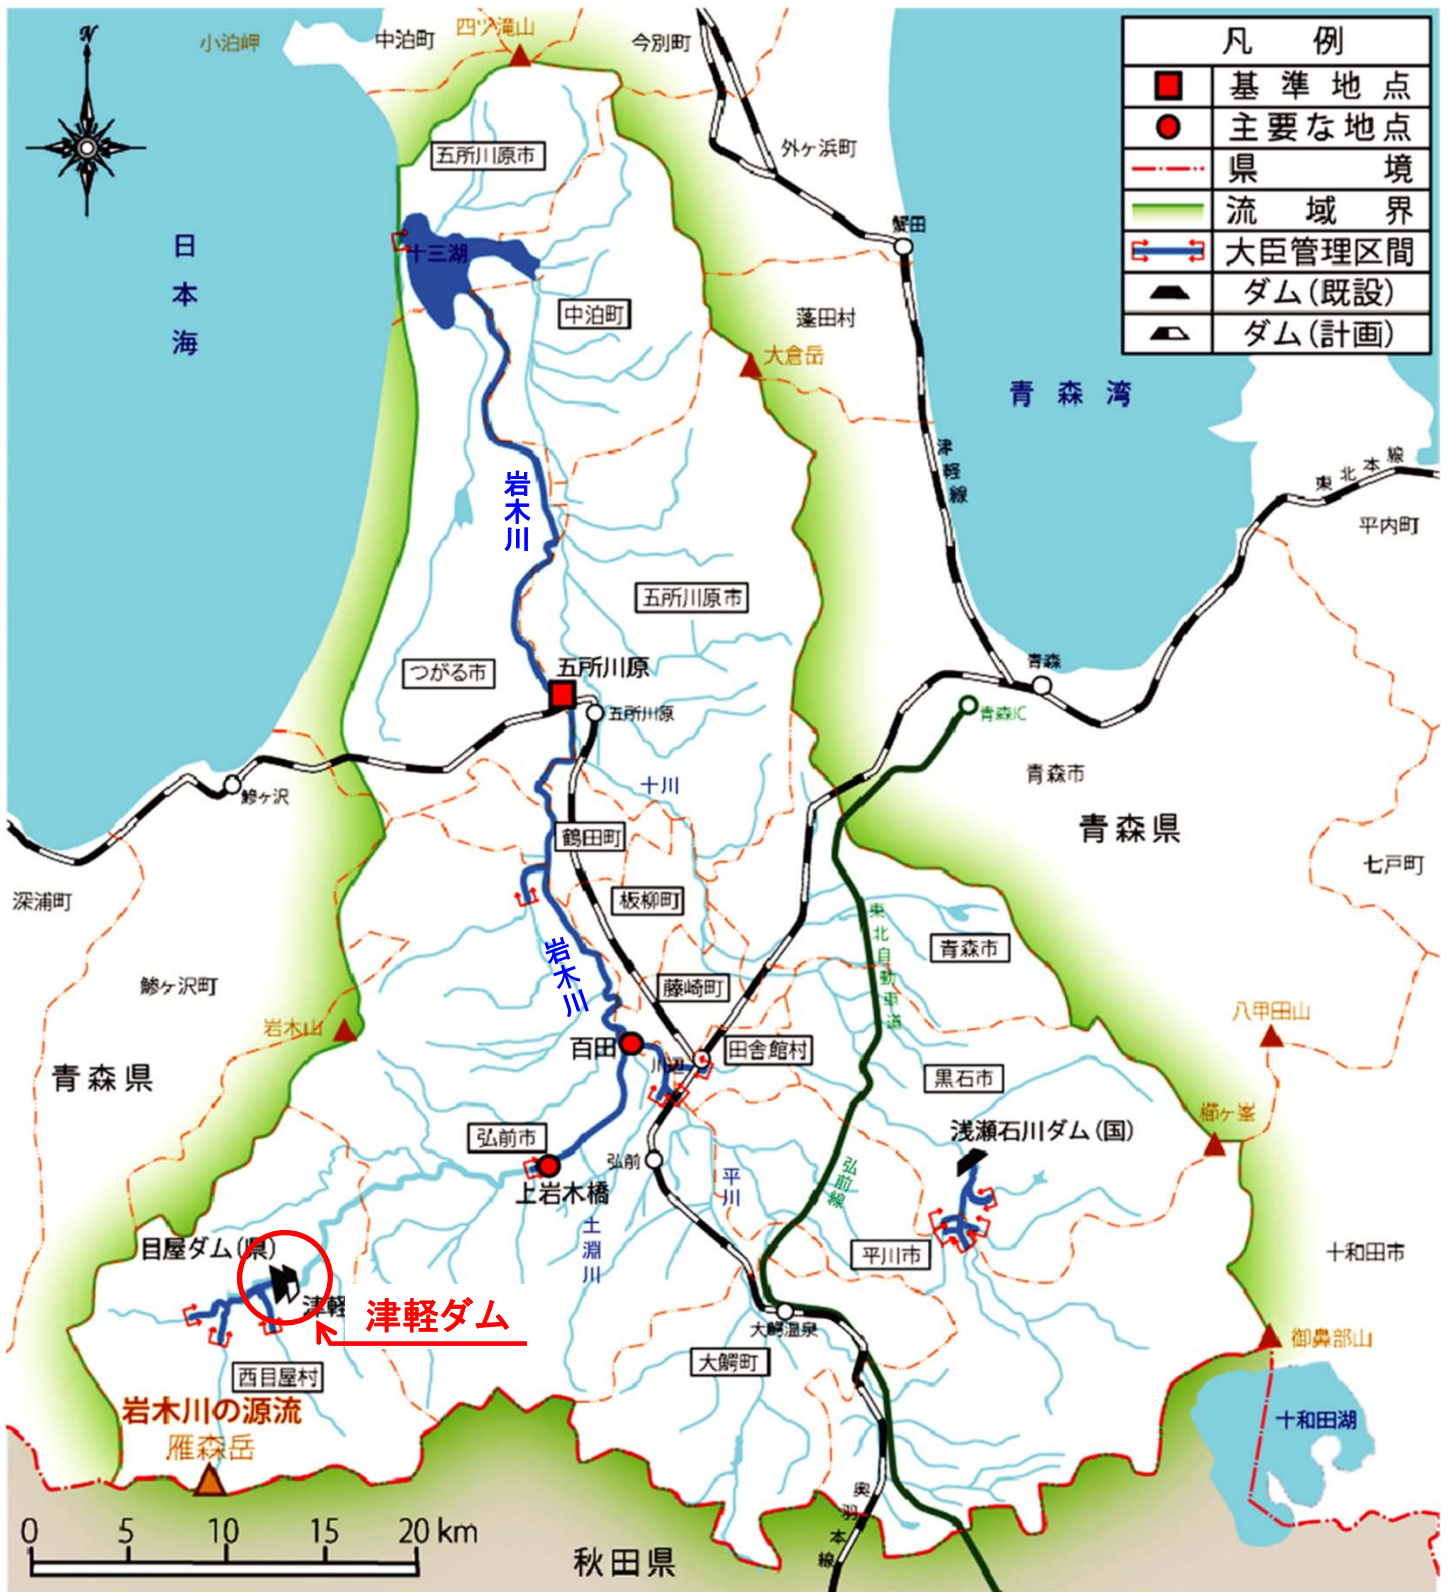 N
小泊岬
中泊町
四ツ滝山
今別町
凡例
基準地点
主要な地点
県境
流域界
大臣管理区間
ダム(既設)
ダム(計画)
五所川原市
外ヶ浜町
蟹田
日本海
十三湖
中泊町
蓬田村
大倉岳
青森湾
津軽線
東北本線
平内町
岩木川
五所川原市
つがる市
五所川原
五所川原
青森
青森IC
鰺ヶ沢
十川
青森市
青森県
鶴田町
七戸町
深浦町
板柳町
東北自動車道
青森市
岩木川
藤崎町
鰺ヶ沢町
岩木山
八甲田山
百田
川辺
田舎館村
青森県
黒石市
櫛ヶ峯
浅瀬石川ダム(国)
弘前市
弘前
平川
弘前線
上岩木橋
土淵川
目屋ダム(県)
平川市
十和田市
津軽
津軽ダム
大鰐温泉
御鼻部山
大鰐町
西目屋村
岩木川の源流
雁森岳
十和田湖
奥羽本線
0 5 10 15 20 km
秋田県